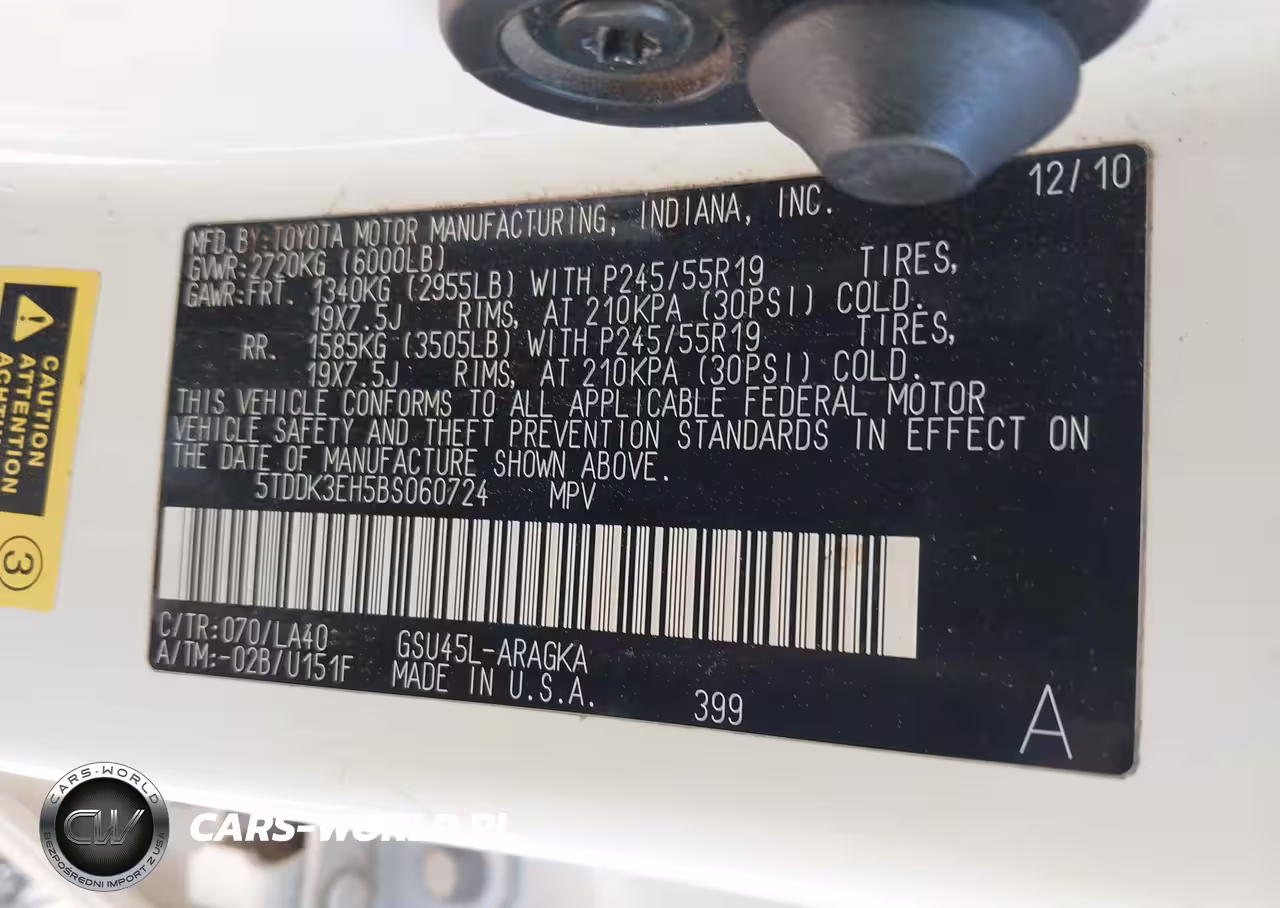 12/10
MFD.BY:TOYOTA MOTOR MANUFACTURING, INDIANA, INC.
GVWR:2720KG (6000LB)
GAWR:FRT. 1340KG (2955LB) WITH P245/55R19 TIRES,
19X7.5J RIMS, AT 210KPA (30PSI) COLD.
RR. 1585KG (3505LB) WITH P245/55R19 TIRES,
19X7.5J RIMS, AT 210KPA (30PSI) COLD.
THIS VEHICLE CONFORMS TO ALL APPLICABLE FEDERAL MOTOR
VEHICLE SAFETY AND THEFT PREVENTION STANDARDS IN EFFECT ON
THE DATE OF MANUFACTURE SHOWN ABOVE.
5TDDK3EH5BS060724 MPV
C/TR:070/LA40 GSU45L-ARAGKA
A/TM:-02B/U151F MADE IN U.S.A.
399
A
CAUTION
ATTENTION
3
CARS-WORLD
CW
BEZPOŚREDNI IMPORT Z USA
CARS-WORLD.PL